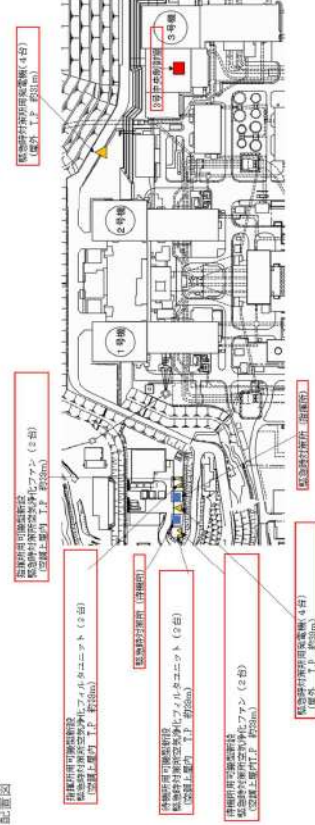 配置図
指揮所用可搬型新設
緊急時対策所空気浄化フィルタユニット（2台）
（空調上屋内 T.P 約39m）
指揮所用可搬型新設
緊急時対策所空気浄化ファン（2台）
（空調上屋内 T.P 約39m）
緊急時対策所用発電機（4台）
（屋外 T.P 約31m）
緊急時対策所（待機所）
待機所用可搬型新設
緊急時対策所空気浄化フィルタユニット（2台）
（空調上屋内 T.P 約39m）
待機所用可搬型新設
緊急時対策所空気浄化ファン（2台）
（空調上屋内T.P 約39m）
緊急時対策所用発電機（4台）
（屋外 T.P 約39m）
緊急時対策所（指揮所）
1号機
2号機
3号機
3号中央制御室